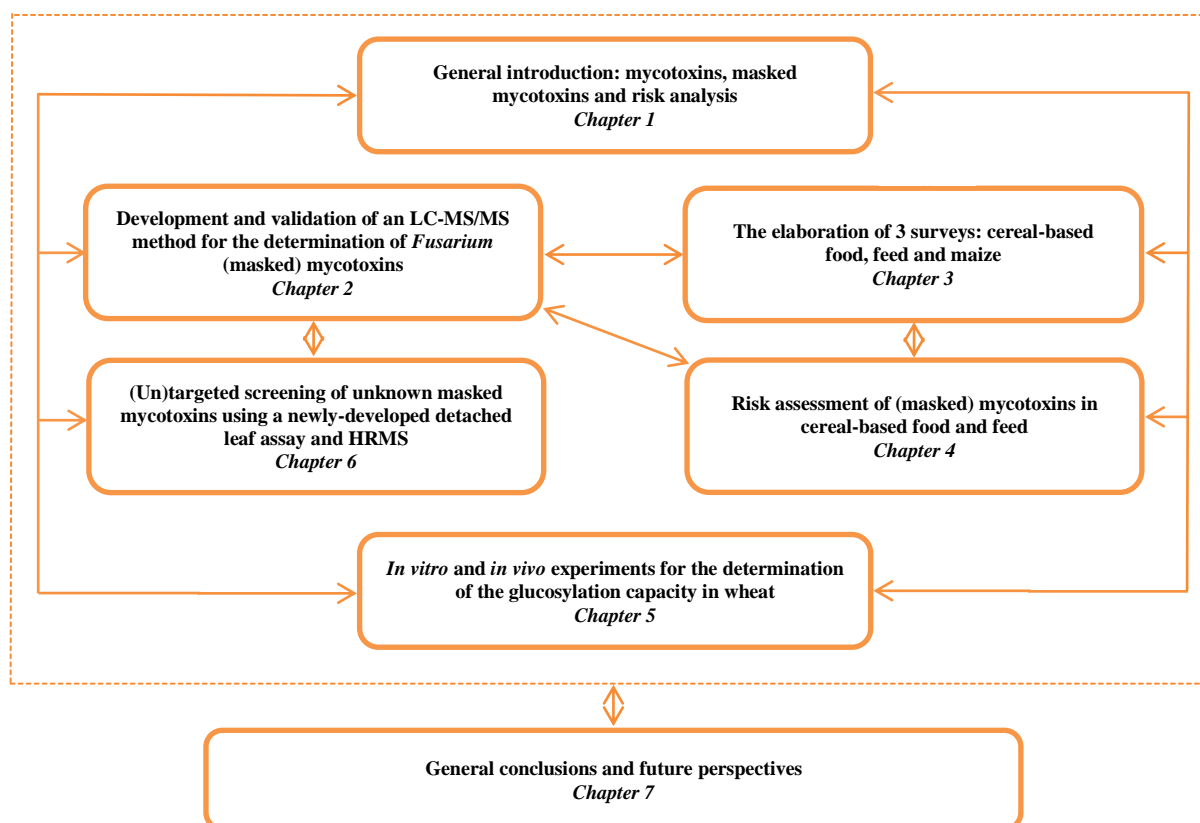 General introduction: mycotoxins, masked
mycotoxins and risk analysis
Chapter 1
Development and validation of an LC-MS/MS
method for the determination of Fusarium
(masked) mycotoxins
Chapter 2
The elaboration of 3 surveys: cereal-based
food, feed and maize
Chapter 3
(Un)targeted screening of unknown masked
mycotoxins using a newly-developed detached
leaf assay and HRMS
Chapter 6
Risk assessment of (masked) mycotoxins in
cereal-based food and feed
Chapter 4
In vitro and in vivo experiments for the determination
of the glucosylation capacity in wheat
Chapter 5
General conclusions and future perspectives
Chapter 7